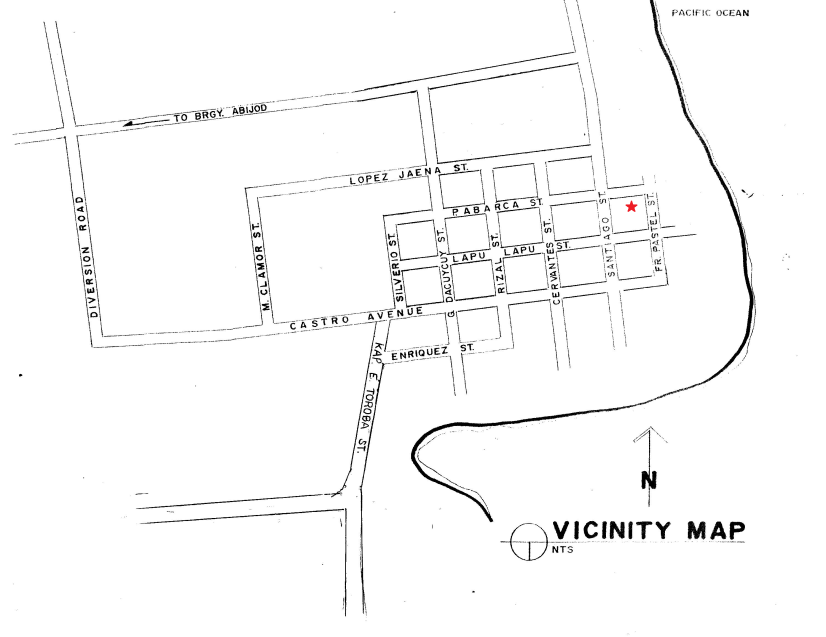 PACIFIC OCEAN
TO BRGY. ABIJOD
LOPEZ JAENA ST.
DIVERSION ROAD
M. CLAMOR ST.
PABARCA ST.
SILVERIO ST.
G. DACUYCUY ST.
LAPU LAPU ST.
RIZAL ST.
CERVANTES ST.
SANTIAGO ST.
FR. PASTEL ST.
CASTRO AVENUE
ENRIQUEZ ST.
KAP. E. TOROBA ST.
N
VICINITY MAP
NTS